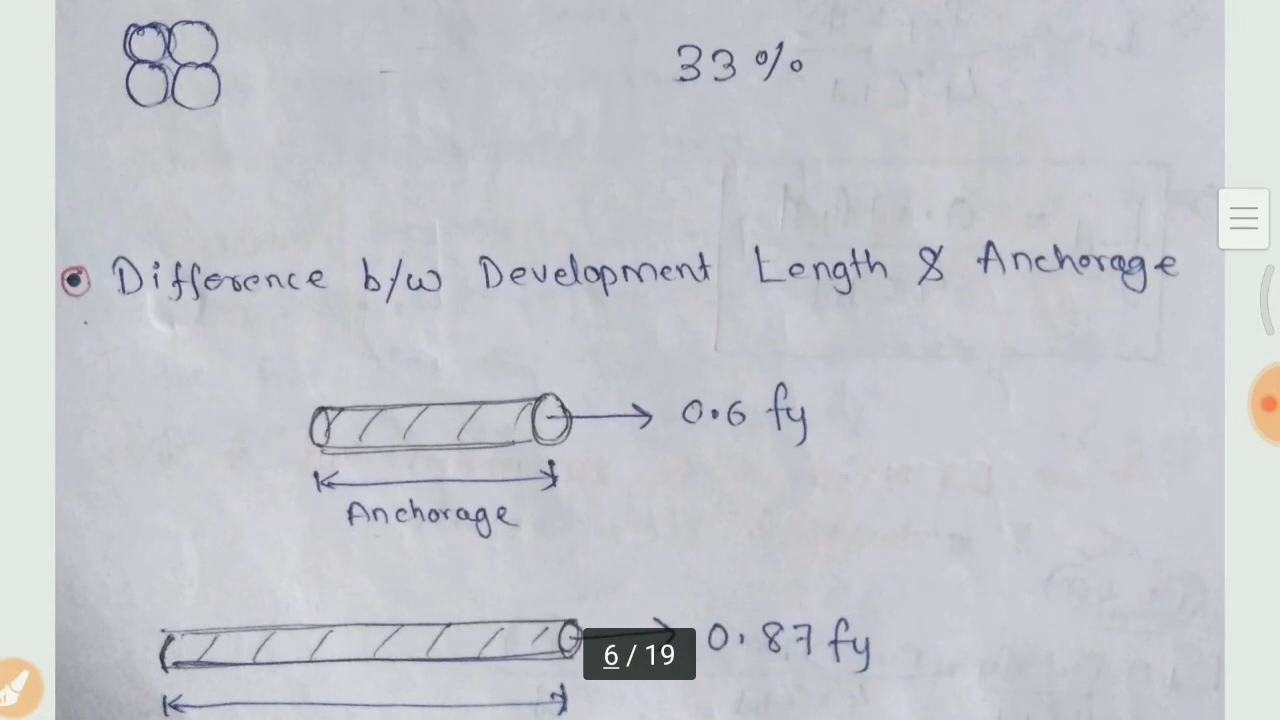 33%
Difference b/w Development Length & Anchorage
0.6 fy
Anchorage
0.87 fy
6 / 19